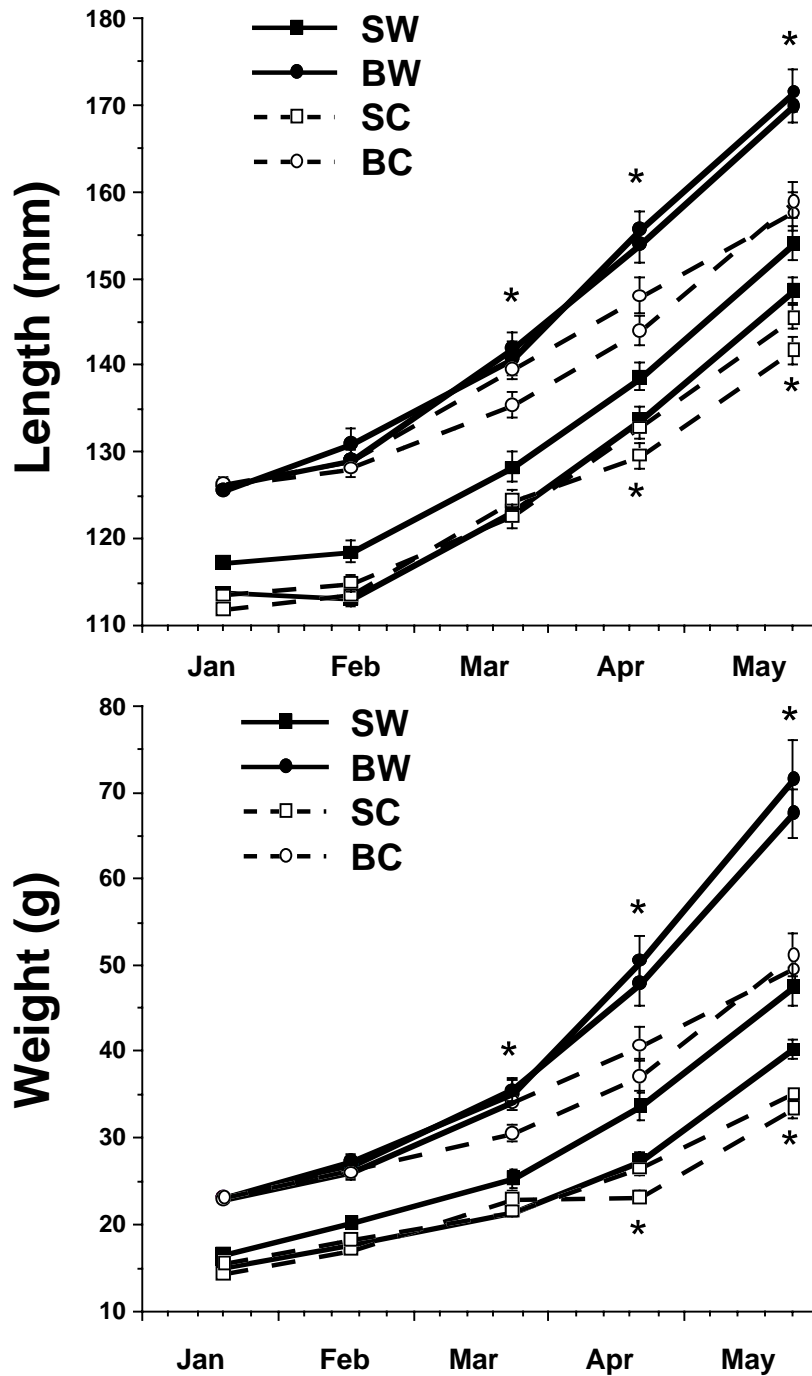 180
170
160
150
140
130
120
110
Length (mm)
SW
BW
SC
BC
*
*
*
*
*
Jan Feb Mar Apr May
80
70
60
50
40
30
20
10
Weight (g)
SW
BW
SC
BC
*
*
*
*
*
Jan Feb Mar Apr May